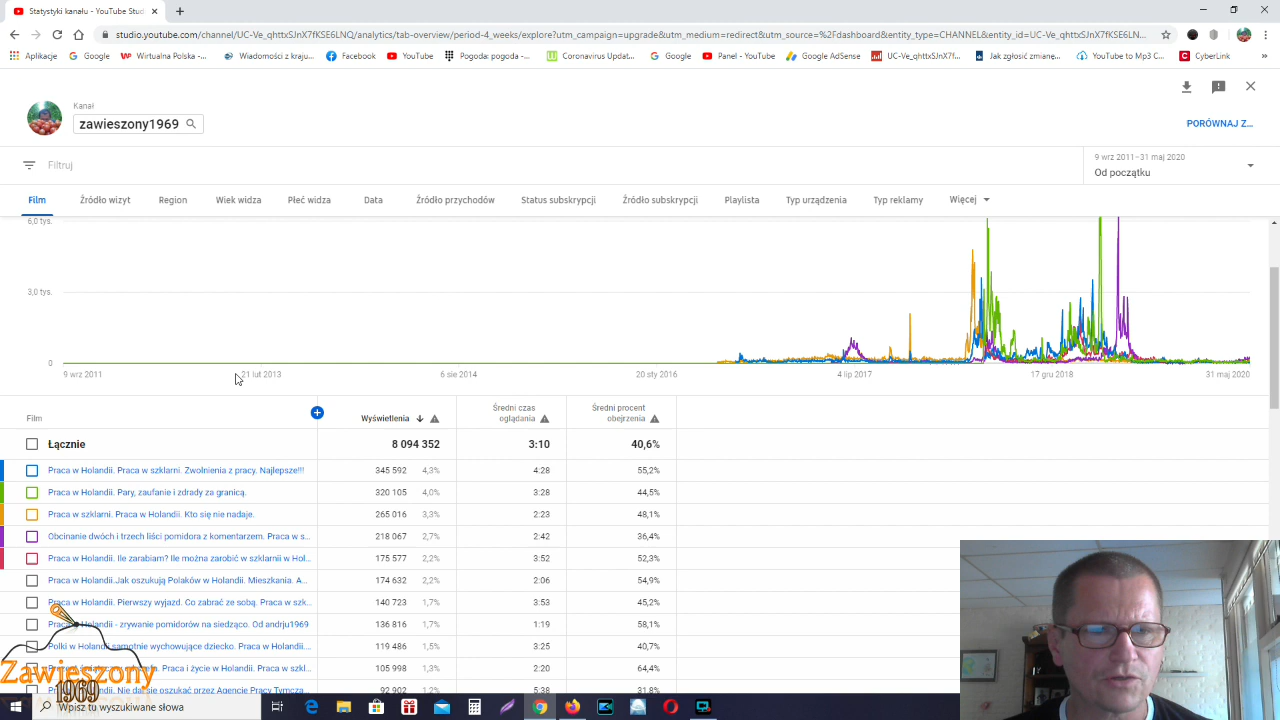 Statystyki kanału - YouTube Stud
studio.youtube.com/channel/UC-Ve_qhttxSJnX7fKSE6LNQ/analytics/tab-overview/period-4_weeks/explore?utm_campaign=upgrade&utm_medium=redirect&utm_source=%2Fdashboard&entity_type=CHANNEL&entity_id=UC-Ve_qhttxSJnX7fKSE6LNQ...
Aplikacje Google Wirtualna Polska -... Wiadomości z kraju... Facebook Panel - YouTube Pogoda, pogoda -... Coronavirus Updat... Google Panel - YouTube Google AdSense UC-Ve_qhttxSJnX7f... Jak zgłosić zmianę... YouTube to Mp3 C... CyberLink »
Kanał
zawieszony1969
PORÓWNAJ Z...
Filtruj
9 wrz 2011–31 maj 2020
Od początku
Film Źródło wizyt Region Wiek widza Płeć widza Data Źródło przychodów Status subskrypcji Źródło subskrypcji Playlista Typ urządzenia Typ reklamy Więcej
6,0 tys.
3,0 tys.
0
9 wrz 2011 21 lut 2013 6 sie 2014 20 sty 2016 4 lip 2017 17 gru 2018 31 maj 2020
Film Wyświetlenia Średni czas oglądania Średni procent obejrzenia
Łącznie 8 094 352 3:10 40,6%
Praca w Holandii. Praca w szklarni. Zwolnienia z pracy. Najlepsze!!! 345 592 4,3% 4:28 55,2%
Praca w Holandii. Pary, zaufanie i zdrady za granicą. 320 105 4,0% 3:28 44,5%
Praca w szklarni. Praca w Holandii. Kto się nie nadaje. 265 016 3,3% 2:23 48,1%
Obcinanie dwóch i trzech liści pomidora z komentarzem. Praca w s... 218 067 2,7% 2:42 36,4%
Praca w Holandii. Ile zarabiam? Ile można zarobić w szklarnii w Hol... 175 577 2,2% 3:52 52,3%
Praca w Holandii.Jak oszukują Polaków w Holandii. Mieszkania. A... 174 632 2,2% 2:06 54,9%
Praca w Holandii. Pierwszy wyjazd. Co zabrać ze sobą. Praca w szk... 140 723 1,7% 3:53 45,2%
Praca w Holandii - zrywanie pomidorów na siedząco. Od andrju1969 136 816 1,7% 1:19 58,1%
Polki w Holandii samotnie wychowujące dziecko. Praca w Holandii.... 119 486 1,5% 3:25 40,7%
Praca i życie w Holandii. Praca w szkl... 105 998 1,3% 2:20 64,4%
Holandii. Nie daj się oszukać przez Agencje Pracy Tymcza... 92 902 1,2% 5:38 31,8%
Zawieszony
1969
Wpisz tu wyszukiwane słowa